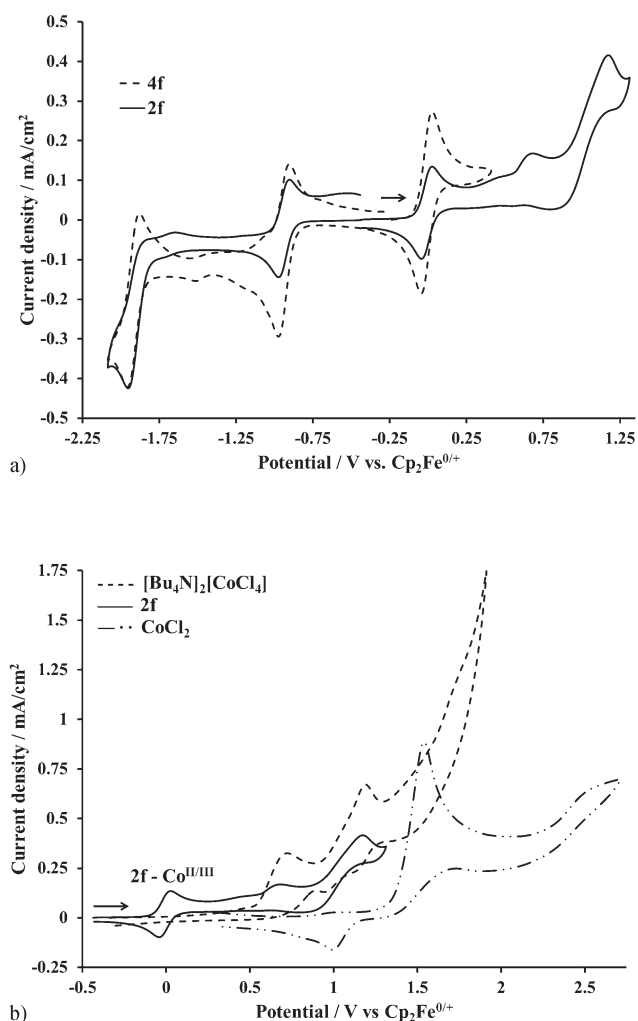 0.5
0.4
0.3
0.2
0.1
0
-0.1
-0.2
-0.3
-0.4
-0.5
Current density / mA/cm²
4f
2f
-2.25 -1.75 -1.25 -0.75 -0.25 0.25 0.75 1.25
Potential / V vs. Cp₂Fe⁰/⁺
a)
1.75
1.5
1.25
1
0.75
0.5
0.25
0
-0.25
Current density / mA/cm²
[Bu₄N]₂[CoCl₄]
2f
CoCl₂
2f - Coᴵᴵ/ᴵᴵᴵ
-0.5 0 0.5 1 1.5 2 2.5
Potential / V vs Cp₂Fe⁰/⁺
b)